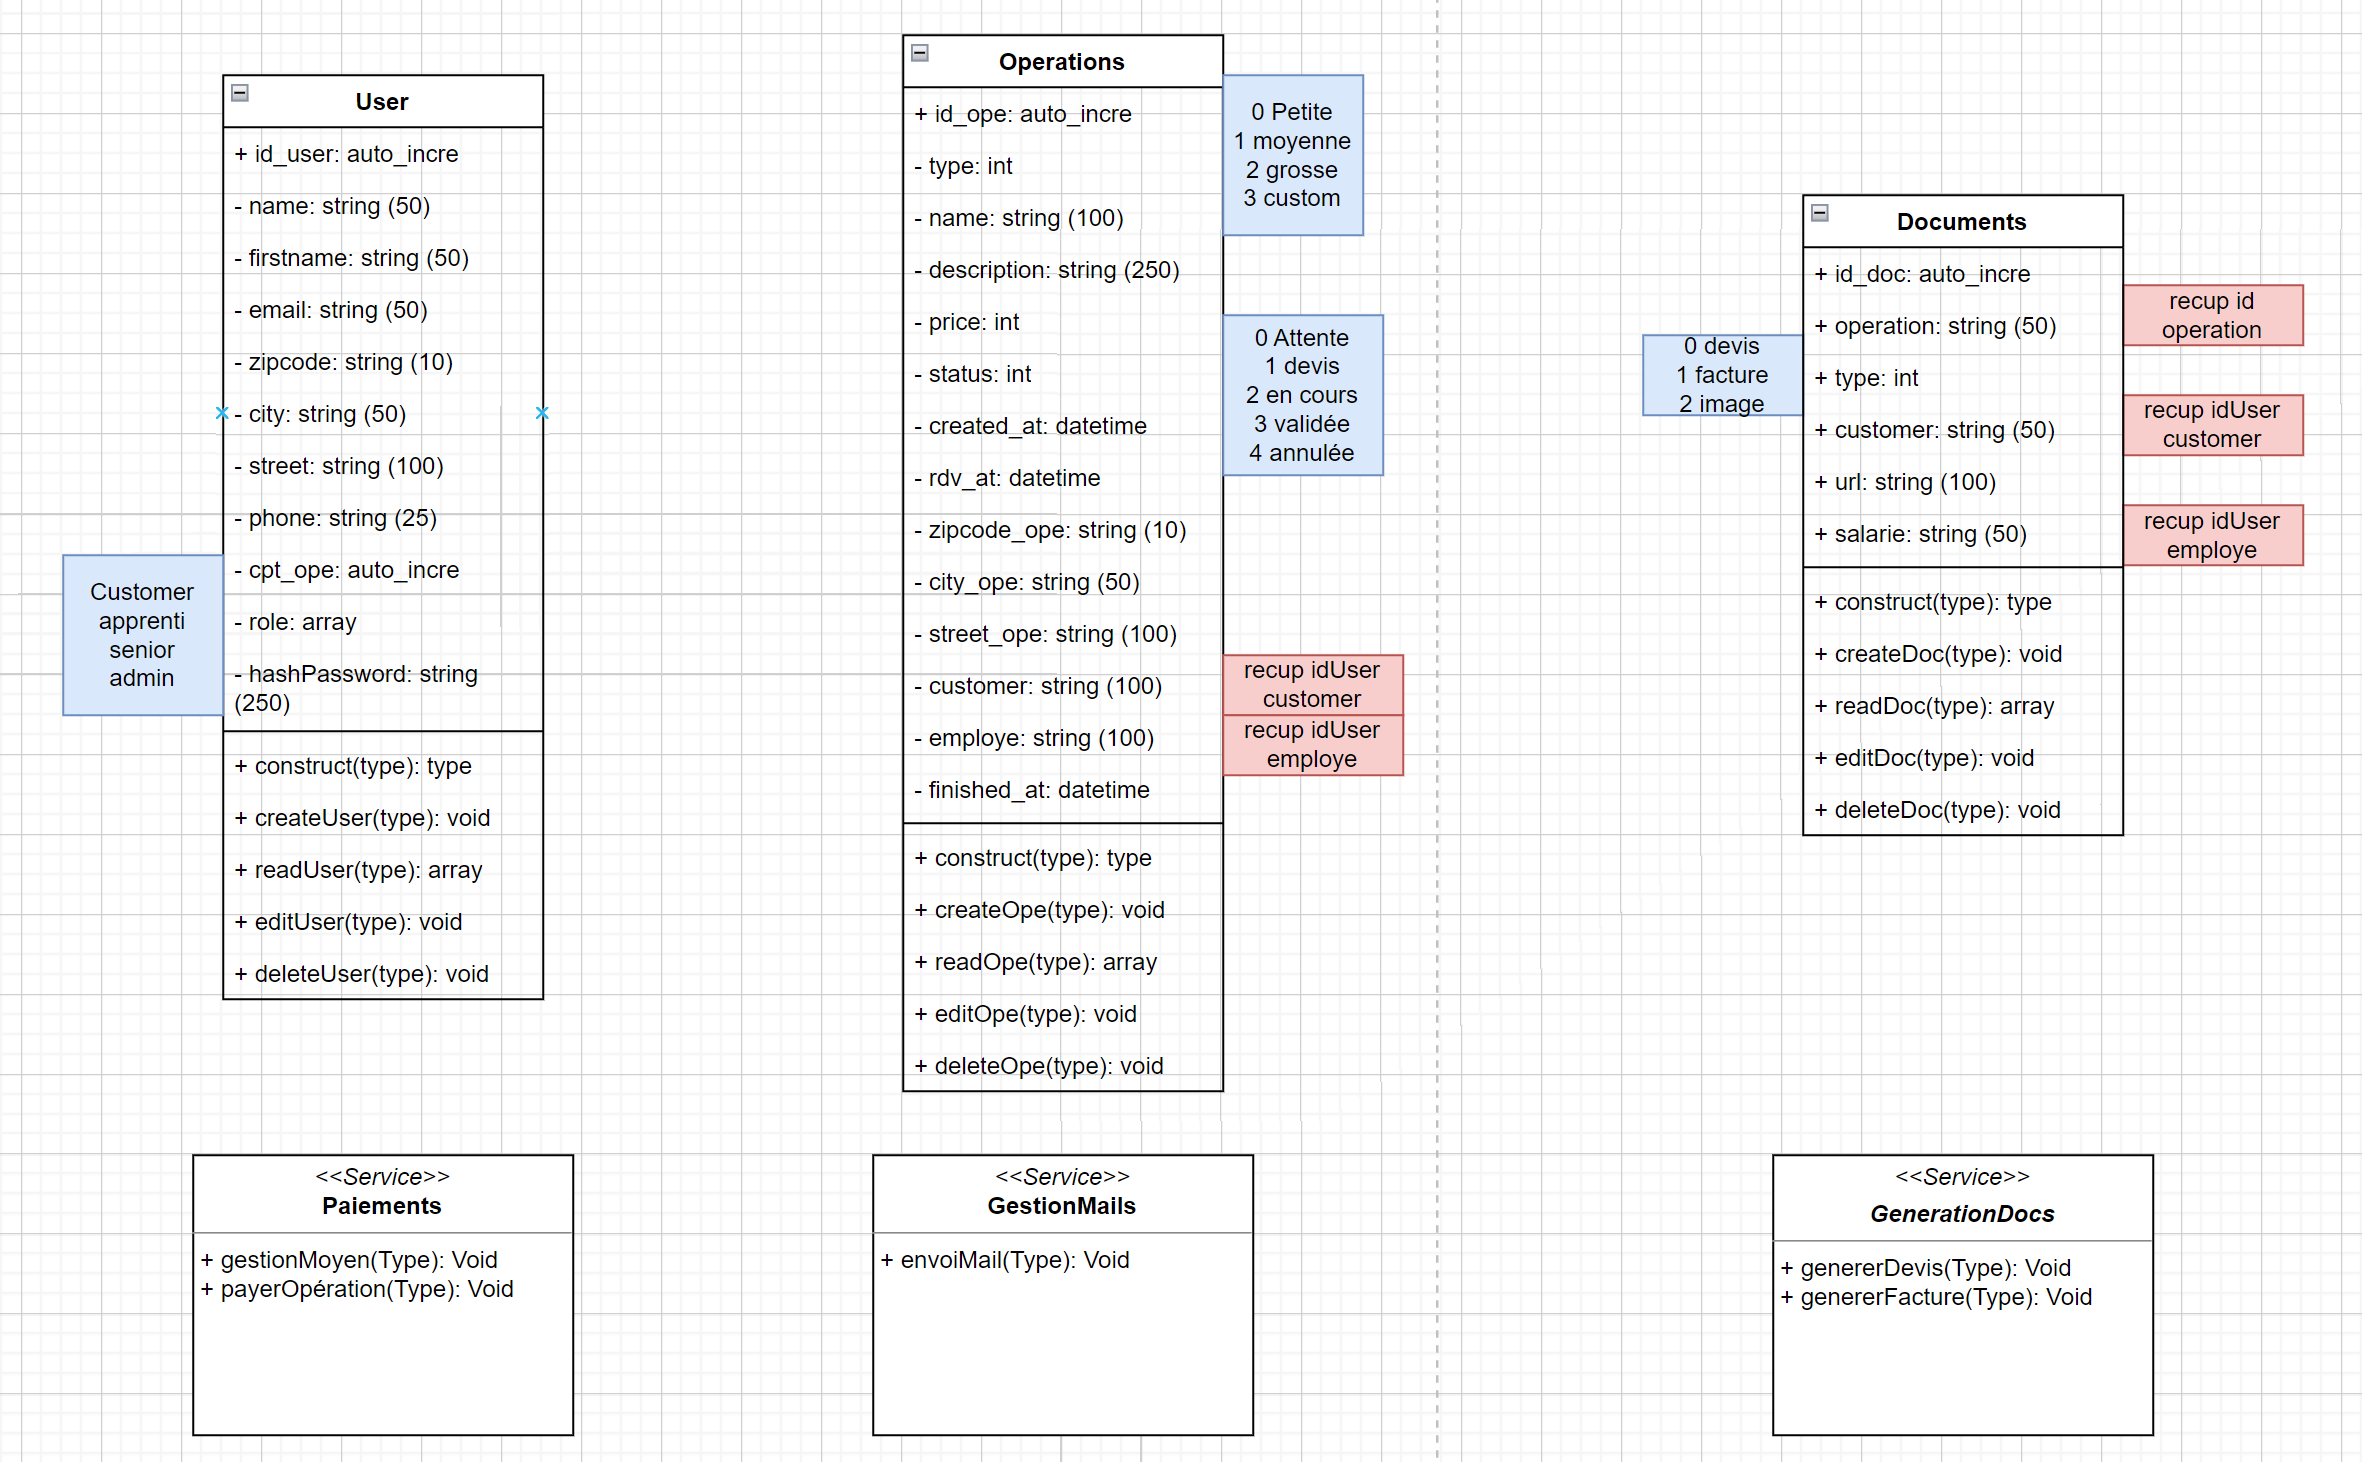 User
+ id_user: auto_incre
- name: string (50)
- firstname: string (50)
- email: string (50)
- zipcode: string (10)
- city: string (50)
- street: string (100)
- phone: string (25)
- cpt_ope: auto_incre
- role: array
- hashPassword: string
(250)
+ construct(type): type
+ createUser(type): void
+ readUser(type): array
+ editUser(type): void
+ deleteUser(type): void
Customer
apprenti
senior
admin
Operations
+ id_ope: auto_incre
- type: int
- name: string (100)
- description: string (250)
- price: int
- status: int
- created_at: datetime
- rdv_at: datetime
- zipcode_ope: string (10)
- city_ope: string (50)
- street_ope: string (100)
- customer: string (100)
- employe: string (100)
- finished_at: datetime
+ construct(type): type
+ createOpe(type): void
+ readOpe(type): array
+ editOpe(type): void
+ deleteOpe(type): void
0 Petite
1 moyenne
2 grosse
3 custom
0 Attente
1 devis
2 en cours
3 validée
4 annulée
recup idUser
customer
recup idUser
employe
Documents
+ id_doc: auto_incre
+ operation: string (50)
+ type: int
+ customer: string (50)
+ url: string (100)
+ salarie: string (50)
+ construct(type): type
+ createDoc(type): void
+ readDoc(type): array
+ editDoc(type): void
+ deleteDoc(type): void
0 devis
1 facture
2 image
recup id
operation
recup idUser
customer
recup idUser
employe
<<Service>>
Paiements
+ gestionMoyen(Type): Void
+ payerOpération(Type): Void
<<Service>>
GestionMails
+ envoiMail(Type): Void
<<Service>>
GenerationDocs
+ genererDevis(Type): Void
+ genererFacture(Type): Void